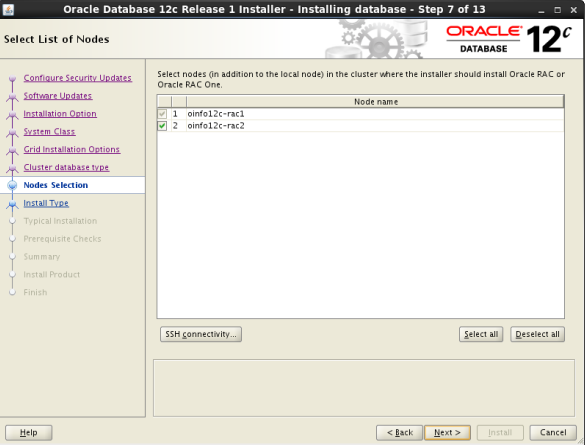 Oracle Database 12c Release 1 Installer - Installing database - Step 7 of 13
Select List of Nodes
ORACLE
DATABASE
12c
Configure Security Updates
Software Updates
Installation Option
System Class
Grid Installation Options
Cluster database type
Nodes Selection
Install Type
Typical Installation
Prerequisite Checks
Summary
Install Product
Finish
Select nodes (in addition to the local node) in the cluster where the installer should install Oracle RAC or
Oracle RAC One.
Node name
1 oinfo12c-rac1
2 oinfo12c-rac2
SSH connectivity...
Select all
Deselect all
Help
< Back
Next >
Install
Cancel